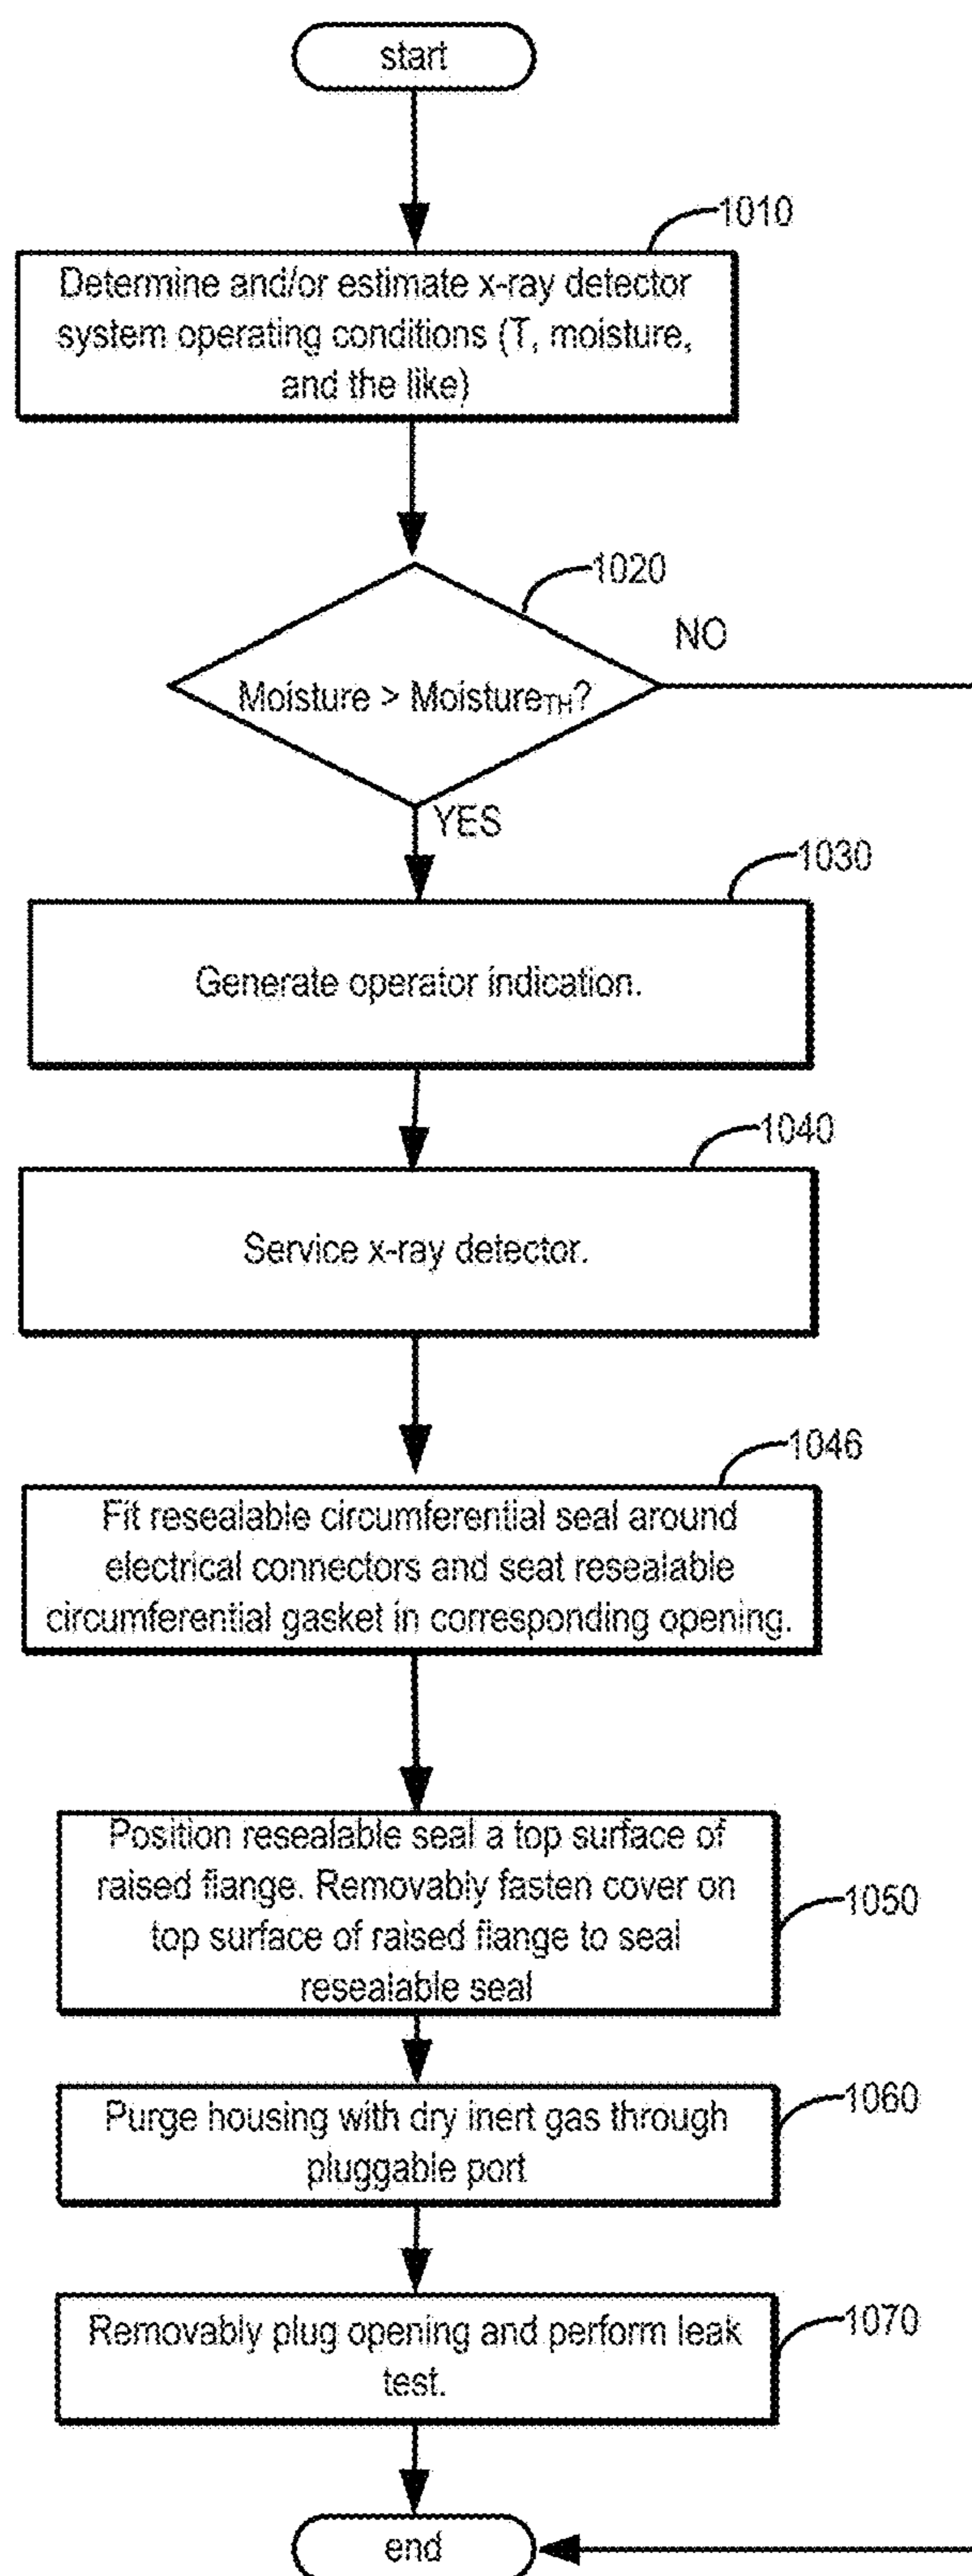 start
1010
Determine and/or estimate x-ray detector
system operating conditions (T, moisture,
and the like)
1020
NO
Moisture > MoistureTH?
YES
1030
Generate operator indication.
1040
Service x-ray detector.
1046
Fit resealable circumferential seal around
electrical connectors and seat resealable
circumferential gasket in corresponding opening.
Position resealable seal a top surface of
raised flange. Removably fasten cover on
top surface of raised flange to seal
resealable seal
1050
Purge housing with dry inert gas through
pluggable port
1060
Removably plug opening and perform leak
test.
1070
end